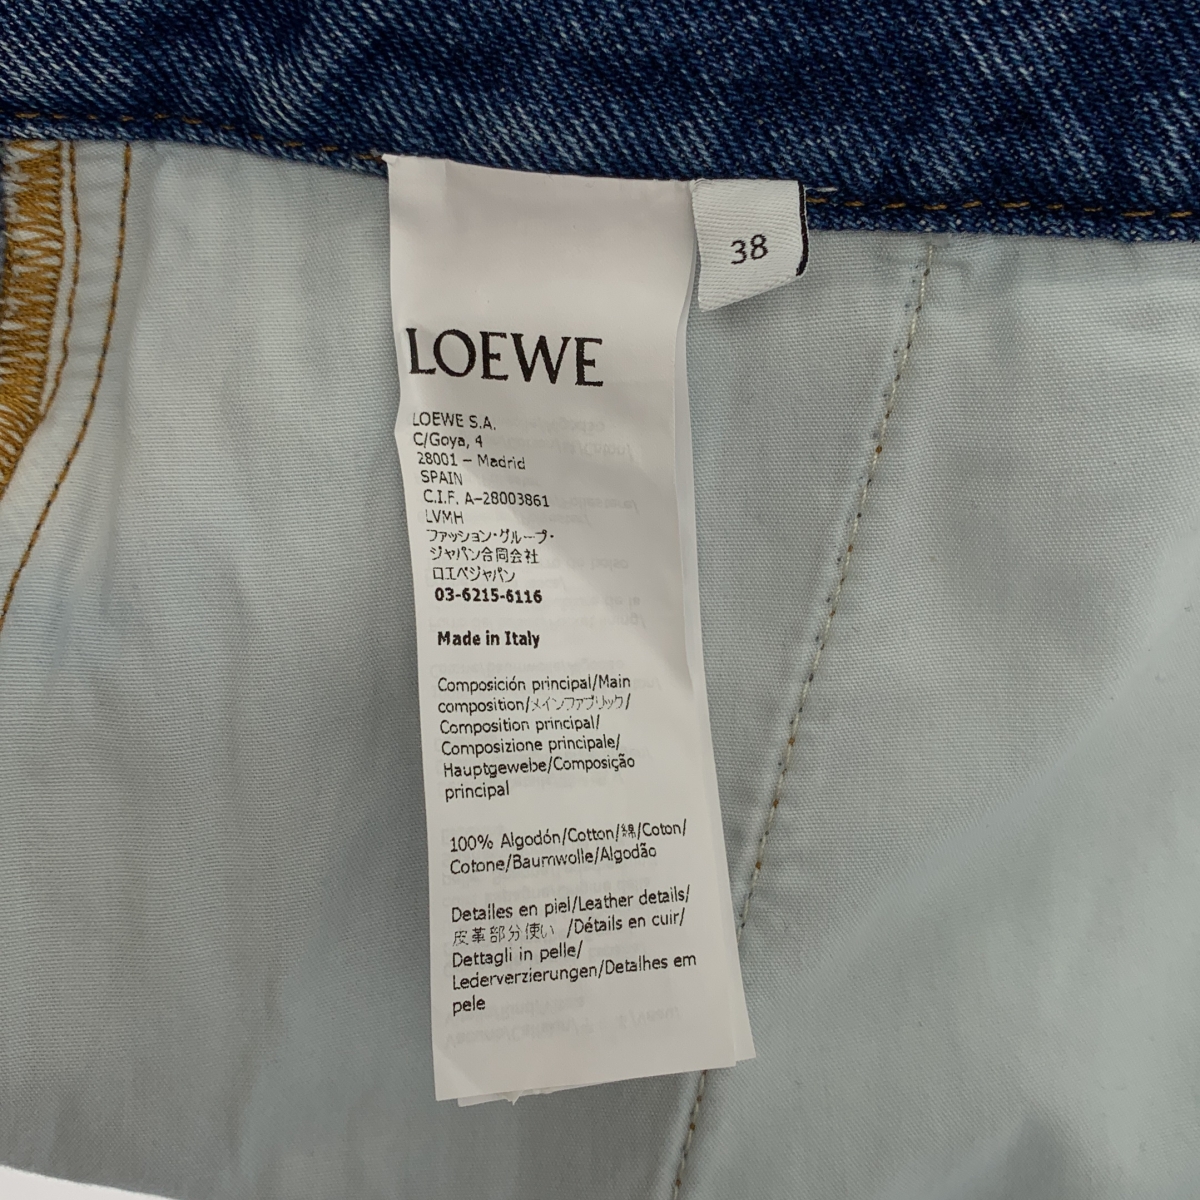 38
LOEWE
LOEWE S.A.
C/Goya, 4
28001 – Madrid
SPAIN
C.I.F. A-28003861
LVMH
ファッション・グループ・
ジャパン合同会社
ロエベジャパン
03-6215-6116
Made in Italy
Composición principal/Main
composition/メインファブリック/
Composition principal/
Composizione principale/
Hauptgewebe/Composição
principal
100% Algodón/Cotton/綿/Coton/
Cotone/Baumwolle/Algodão
Detalles en piel/Leather details/
皮革部分使い /Détails en cuir/
Dettagli in pelle/
Lederverzierungen/Detalhes em
pele